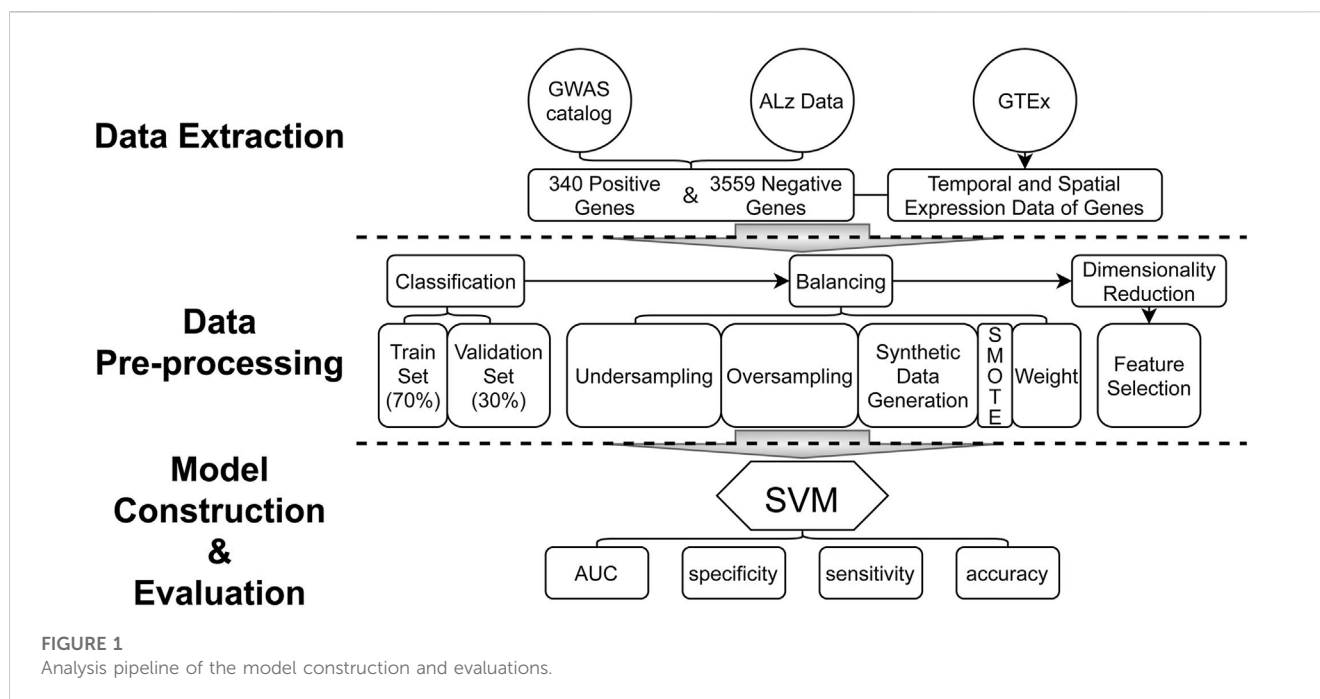 Data Extraction
GWAS
catalog
ALz Data
GTEx
340 Positive
Genes
&
3559 Negative
Genes
Temporal and Spatial
Expression Data of Genes
Data
Pre-processing
Classification
Balancing
Dimensionality
Reduction
Train
Set
(70%)
Validation
Set
(30%)
Undersampling
Oversampling
Synthetic
Data
Generation
SMOTE
Weight
Feature
Selection
Model
Construction
&
Evaluation
SVM
AUC
specificity
sensitivity
accuracy
FIGURE 1
Analysis pipeline of the model construction and evaluations.